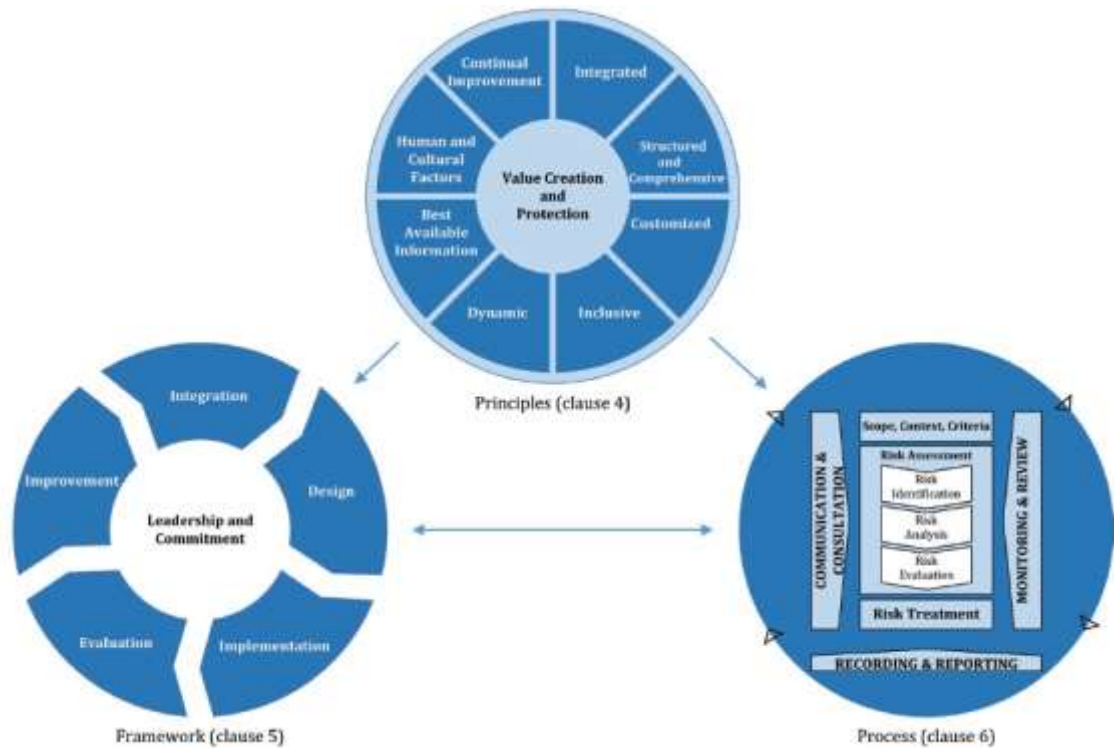 Continual
Improvement
Integrated
Human and
Cultural
Factors
Structured
and
Comprehensive
Value Creation
and
Protection
Best
Available
Information
Customized
Dynamic
Inclusive
Principles (clause 4)
Integration
Improvement
Design
Leadership and
Commitment
Evaluation
Implementation
Framework (clause 5)
Scope, Context, Criteria
COMMUNICATION &
CONSULTATION
Risk Assessment
Risk
Identification
Risk
Analysis
Risk
Evaluation
MONITORING & REVIEW
Risk Treatment
RECORDING & REPORTING
Process (clause 6)